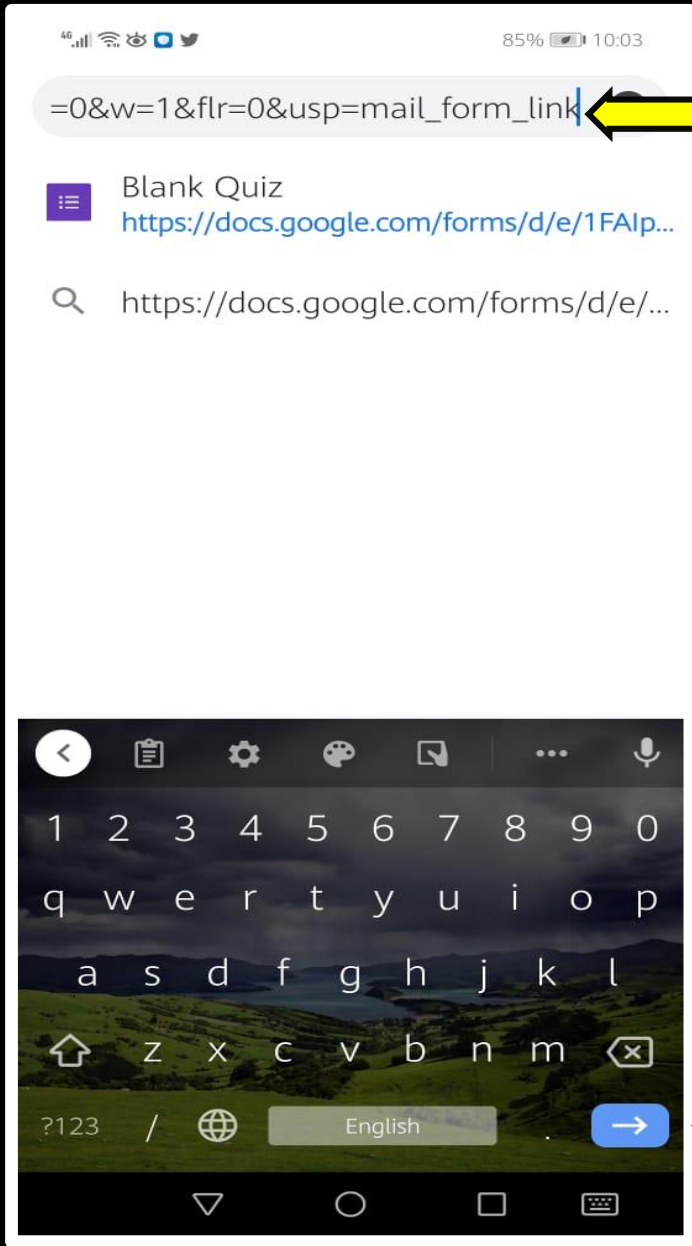 46 85% 10:03
=0&w=1&flr=0&usp=mail_form_link
Blank Quiz
https://docs.google.com/forms/d/e/1FAIp...
https://docs.google.com/forms/d/e/...
1 2 3 4 5 6 7 8 9 0
q w e r t y u i o p
a s d f g h j k l
z x c v b n m
?123 / English .